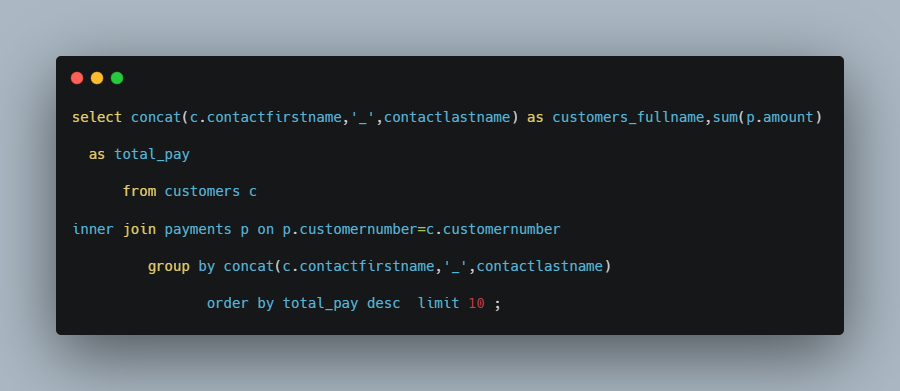 select concat(c.contactfirstname,'_',contactlastname) as customers_fullname,sum(p.amount)
as total_pay
from customers c
inner join payments p on p.customernumber=c.customernumber
group by concat(c.contactfirstname,'_',contactlastname)
order by total_pay desc  limit 10 ;